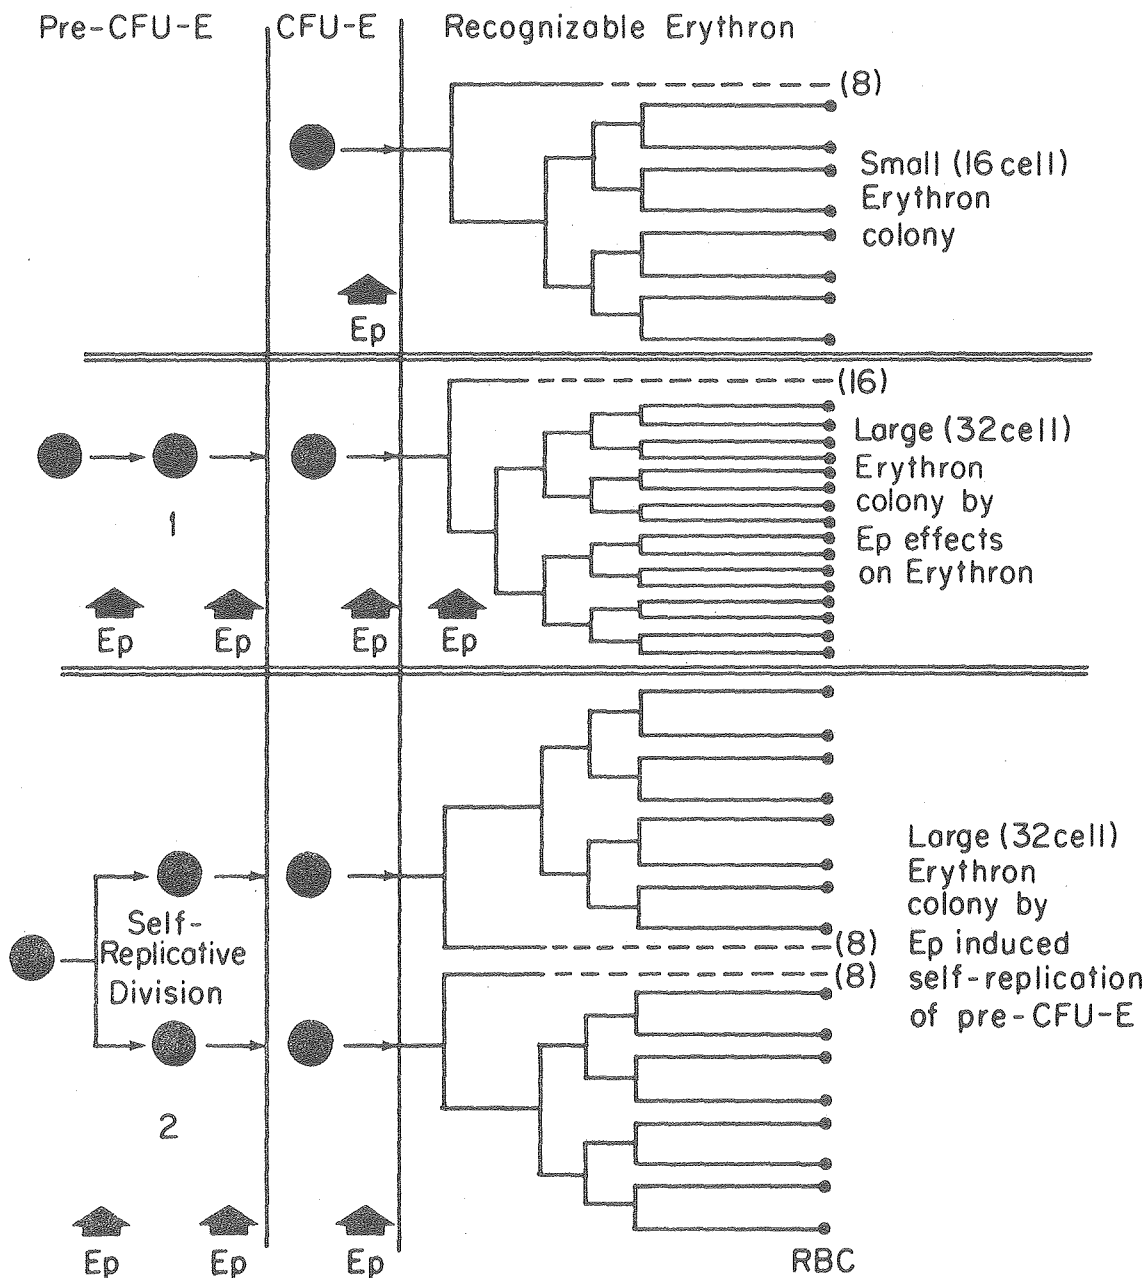 Pre-CFU-E
CFU-E
Recognizable Erythron
(8)
Small (16 cell)
Erythron
colony
Ep
(16)
Large (32cell)
Erythron
colony by
Ep effects
on Erythron
1
Ep
Ep
Ep
Ep
Self-
Replicative
Division
2
(8)
(8)
Large (32cell)
Erythron
colony by
Ep induced
self-replication
of pre-CFU-E
Ep
Ep
Ep
RBC